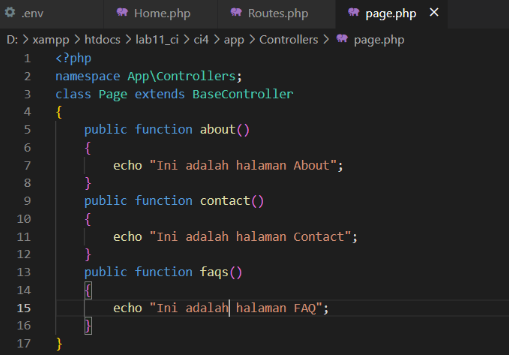 .env Home.php Routes.php page.php
D: > xampp > htdocs > lab11_ci > ci4 > app > Controllers > page.php
1 <?php
2 namespace App\Controllers;
3 class Page extends BaseController
4 {
5     public function about()
6     {
7         echo "Ini adalah halaman About";
8     }
9     public function contact()
10     {
11         echo "Ini adalah halaman Contact";
12     }
13     public function faqs()
14     {
15         echo "Ini adalah halaman FAQ";
16     }
17 }